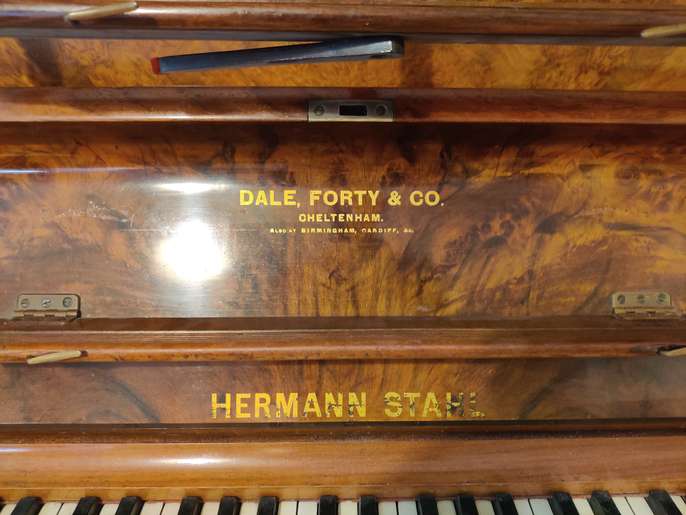 DALE, FORTY & CO.
CHELTENHAM.
ALSO AT BIRMINGHAM, CARDIFF, &c.
HERMANN STAHL